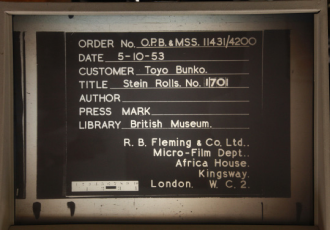 ORDER No. O.P.B. & MSS. 11431/4200
DATE 5-10-53
CUSTOMER Toyo Bunko.
TITLE Stein Rolls. No. 1701
AUTHOR
PRESS MARK
LIBRARY British Museum.
R. B. Fleming & Co, Ltd..
Micro-Film Dept..
Africa House.
Kingsway.
London. W. C. 2.